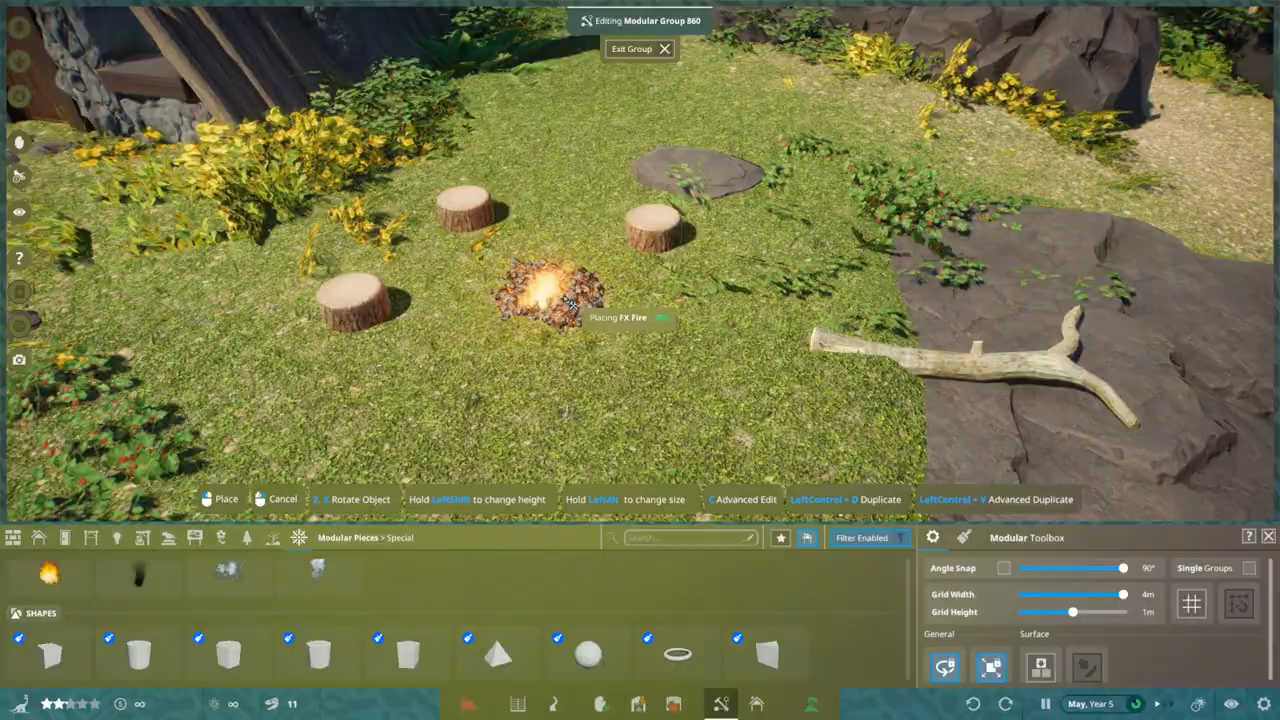 Editing Modular Group 860
Exit Group
?
Placing FX Fire
Place Cancel Z, X Rotate Object Hold LeftShift to change height Hold LeftAlt to change size C Advanced Edit LeftControl + D Duplicate LeftControl + V Advanced Duplicate
Modular Pieces > Special Search... Filter Enabled Modular Toolbox ?
Angle Snap 90° Single Groups
Grid Width 4m
Grid Height 1m
SHAPES
General Surface
∞ ∞ 11 May, Year 5